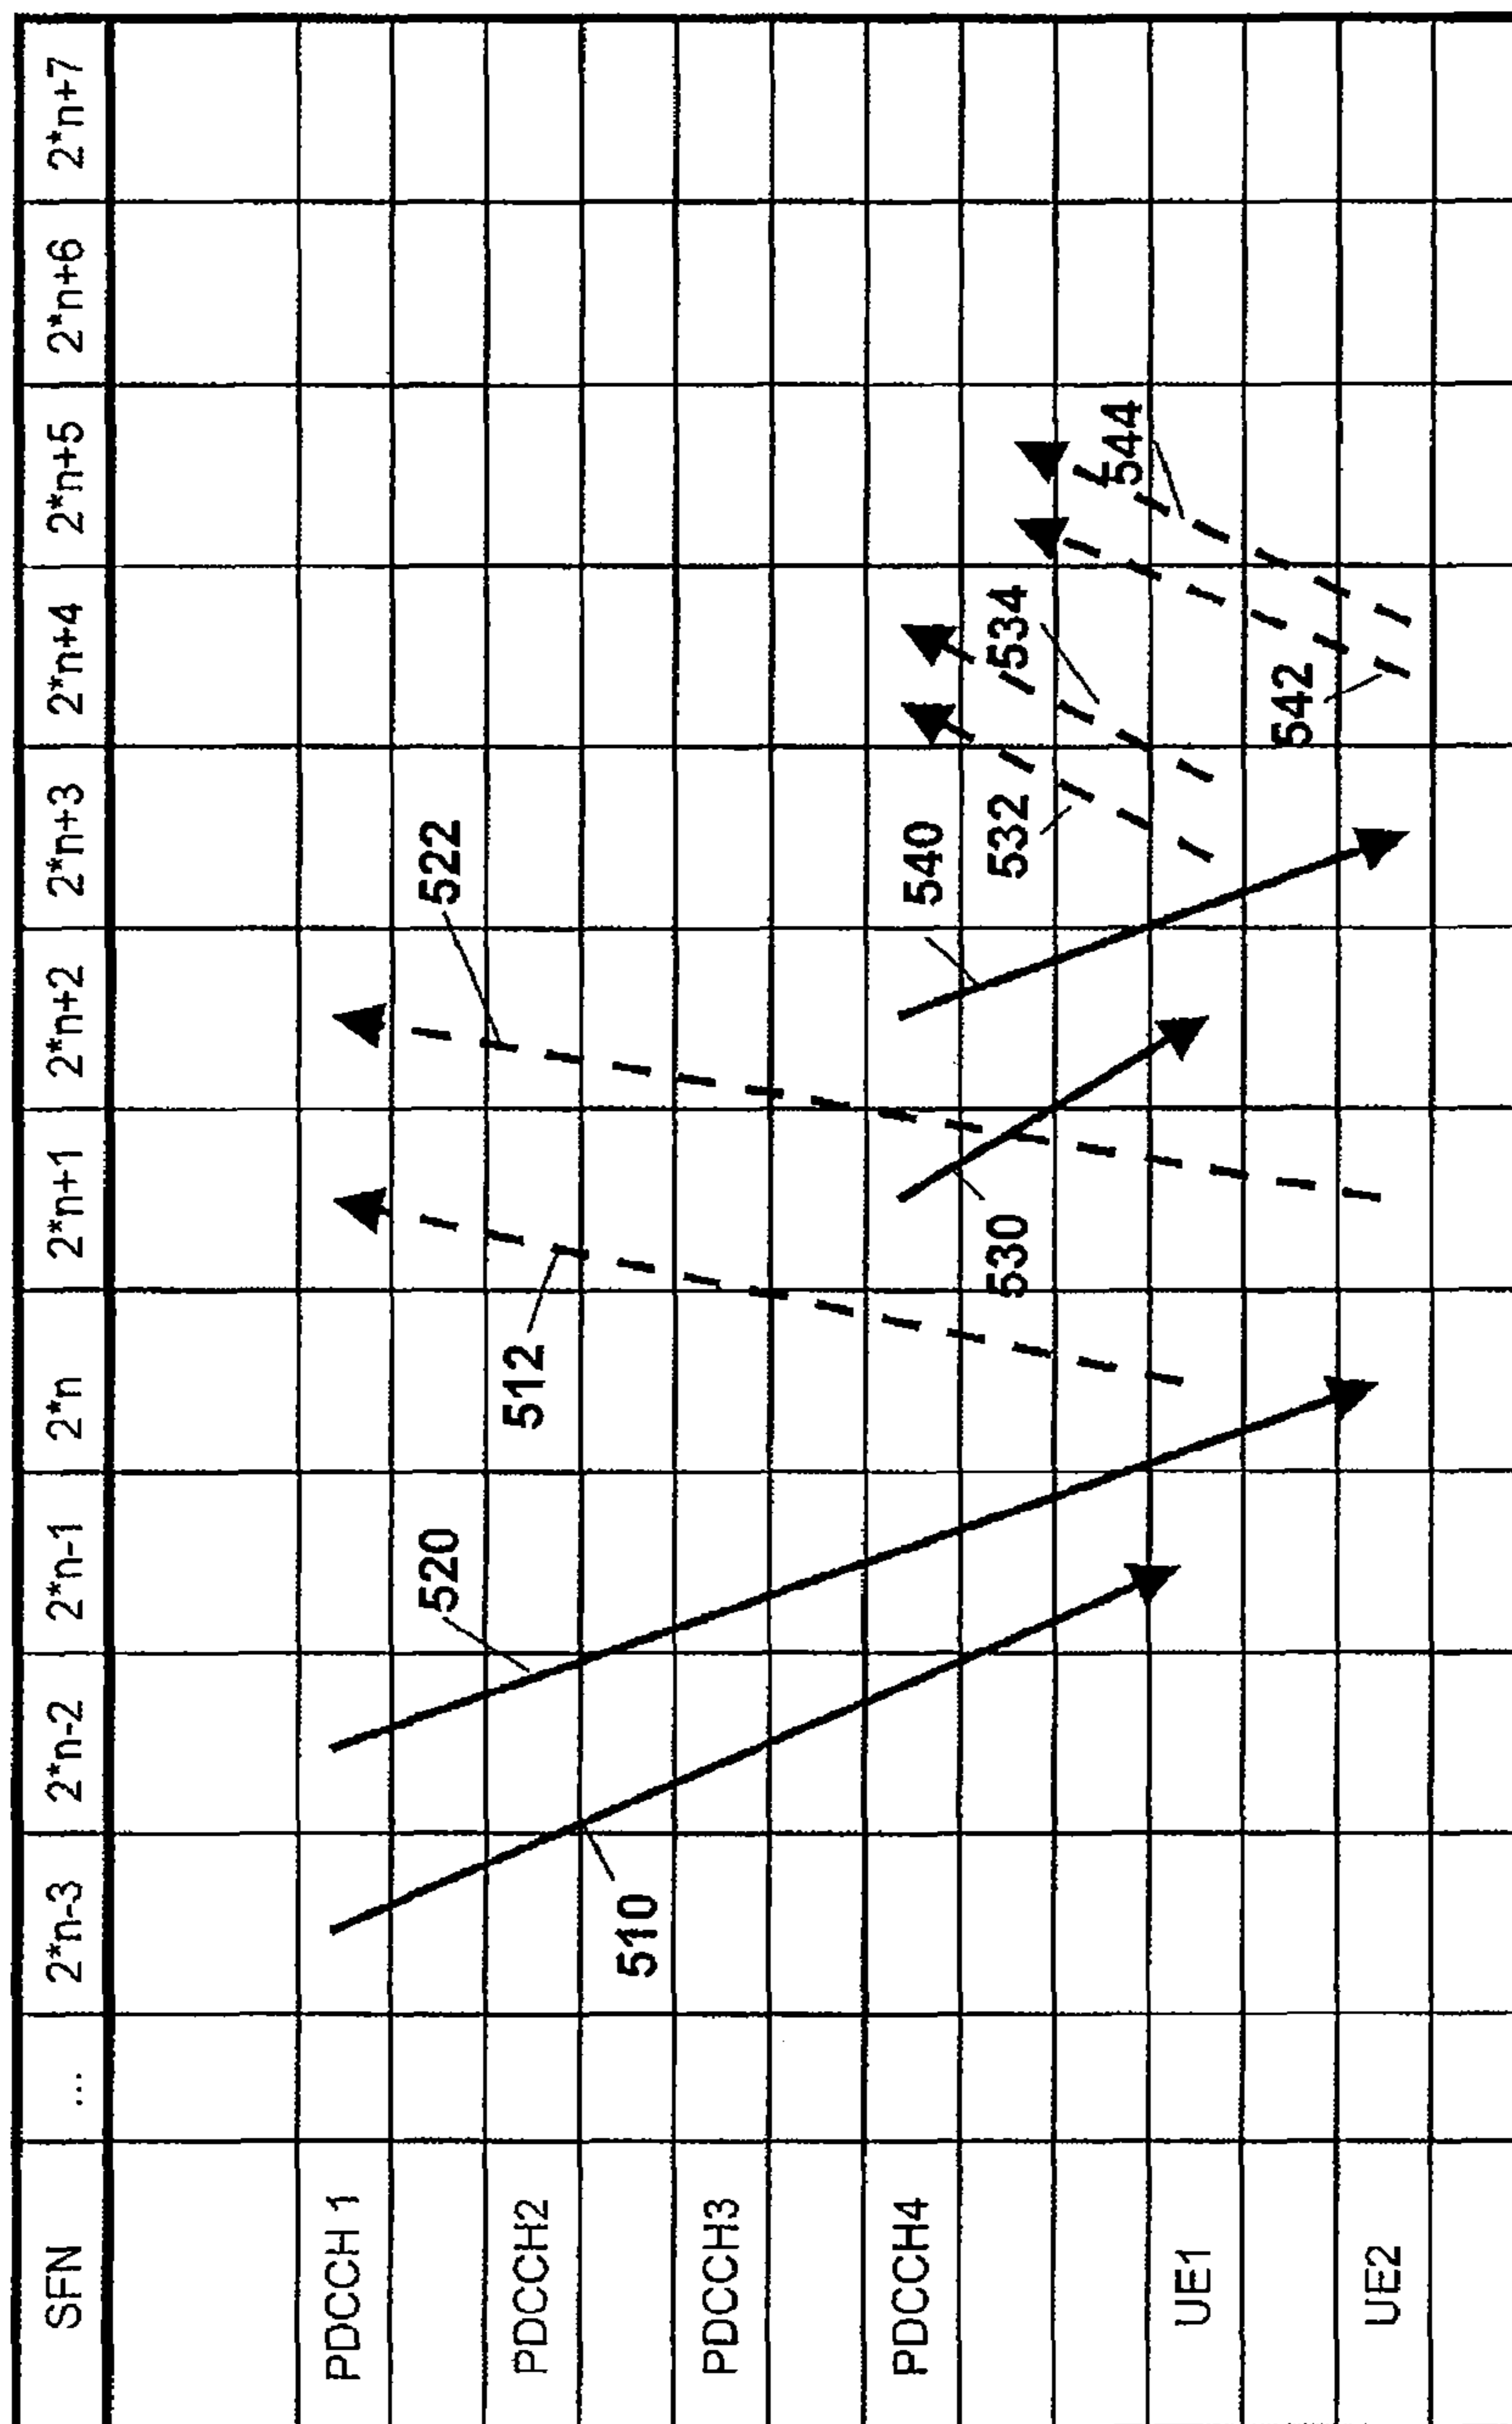 SFN ... 2*n-3 2*n-2 2*n-1 2*n 2*n+1 2*n+2 2*n+3 2*n+4 2*n+5 2*n+6 2*n+7
PDCCH 1
520 522
PDCCH2
512
510
PDCCH3
PDCCH4
540
530 532 534
544
UE1
542
UE2